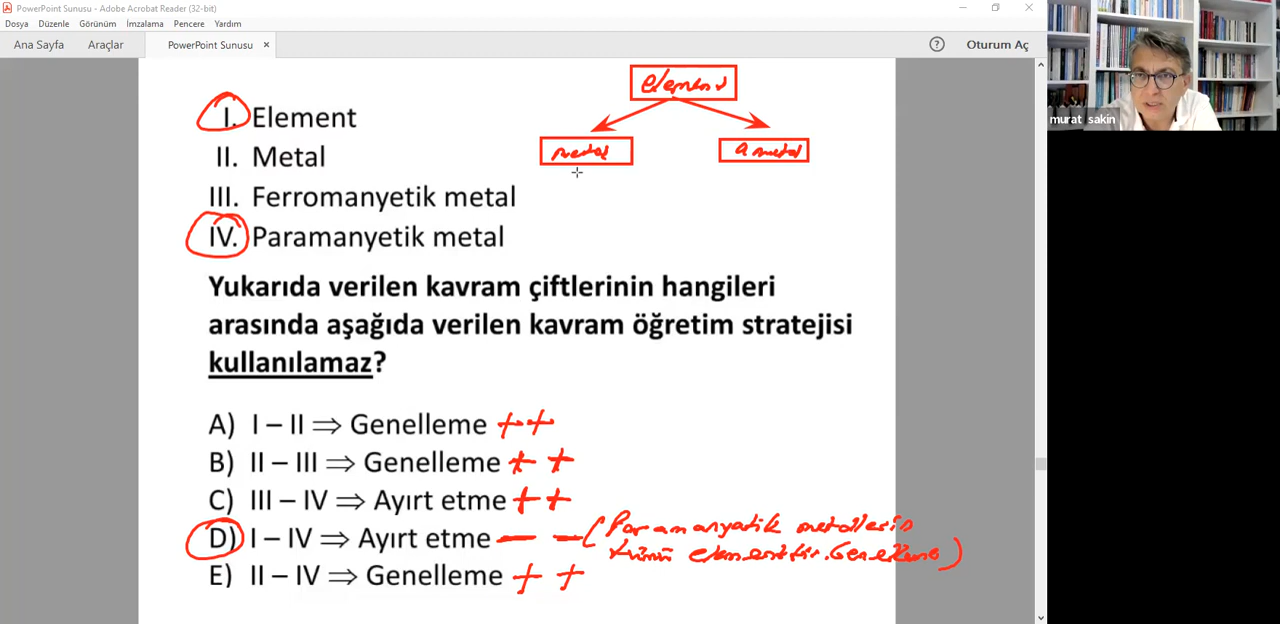 PowerPoint Sunusu - Adobe Acrobat Reader (32-bit)
Dosya Düzenle Görünüm İmzalama Pencere Yardım
Ana Sayfa Araçlar PowerPoint Sunusu × ? Oturum Aç
element
metal ametal
murat sakin
I. Element
II. Metal
III. Ferromanyetik metal
IV. Paramanyetik metal
Yukarıda verilen kavram çiftlerinin hangileri
arasında aşağıda verilen kavram öğretim stratejisi
kullanılamaz?
A) I – II ⇒ Genelleme ++
B) II – III ⇒ Genelleme ++
C) III – IV ⇒ Ayırt etme ++
D) I – IV ⇒ Ayırt etme — — (Paramanyatik metallerin
tümü elementtir. Genelleme)
E) II – IV ⇒ Genelleme ++